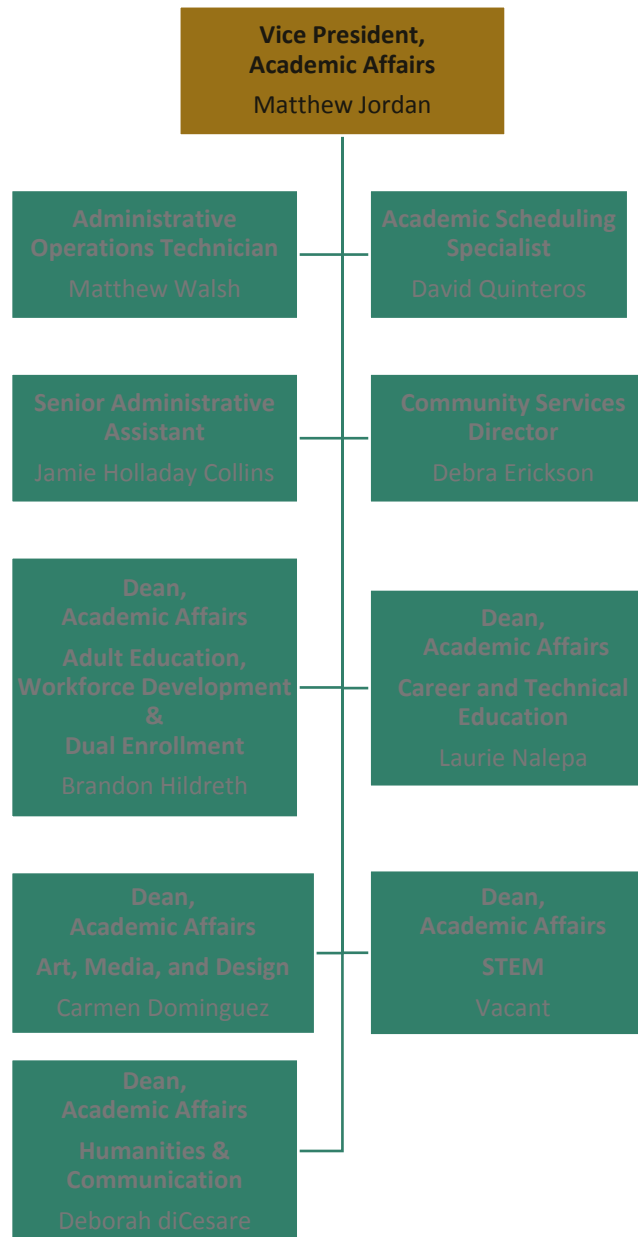 Vice President,
Academic Affairs
Matthew Jordan
Administrative
Operations Technician
Matthew Walsh
Academic Scheduling
Specialist
David Quinteros
Senior Administrative
Assistant
Jamie Holladay Collins
Community Services
Director
Debra Erickson
Dean,
Academic Affairs
Adult Education,
Workforce Development
&
Dual Enrollment
Brandon Hildreth
Dean,
Academic Affairs
Career and Technical
Education
Laurie Nalepa
Dean,
Academic Affairs
Art, Media, and Design
Carmen Dominguez
Dean,
Academic Affairs
STEM
Vacant
Dean,
Academic Affairs
Humanities &
Communication
Deborah diCesare